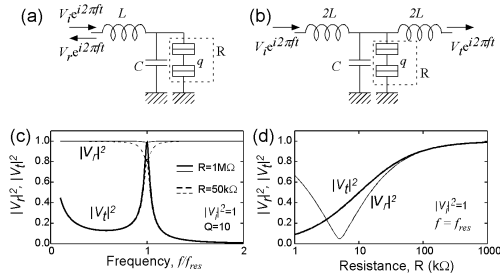 (a)
V_i e^{i2πft}
L
V_r e^{i2πft}
C
q
R
(b)
V_i e^{i2πft}
2L
2L
V_t e^{i2πft}
C
q
R
(c)
|V_r|², |V_t|²
1.0
0.8
0.6
0.4
0.2
0.0
|V_r|²
|V_t|²
R=1MΩ
R=50kΩ
|V_i|²=1
Q=10
0
1
2
Frequency, f/f_res
(d)
|V_r|², |V_t|²
1.0
0.8
0.6
0.4
0.2
0.0
|V_t|²
|V_r|²
|V_i|²=1
f = f_res
1
10
100
1000
Resistance, R (kΩ)